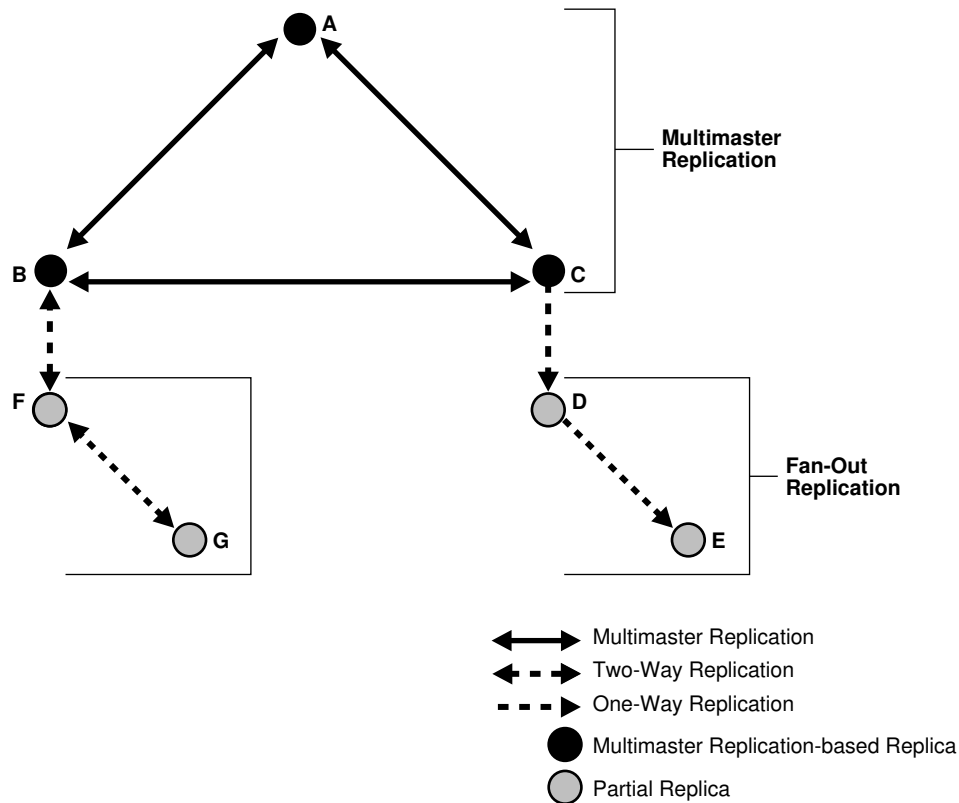 A
Multimaster
Replication
B
C
F
D
Fan-Out
Replication
G
E
Multimaster Replication
Two-Way Replication
One-Way Replication
Multimaster Replication-based Replica
Partial Replica